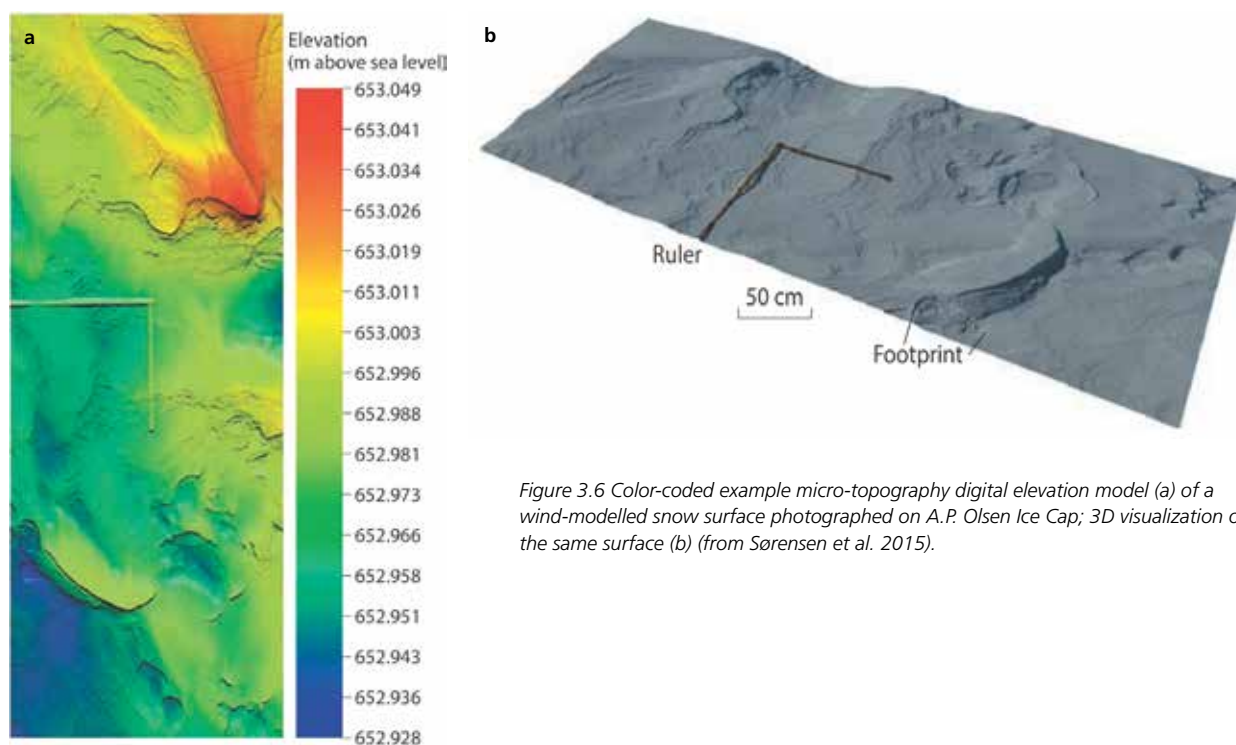 a
Elevation
(m above sea level]
653.049
653.041
653.034
653.026
653.019
653.011
653.003
652.996
652.988
652.981
652.973
652.966
652.958
652.951
652.943
652.936
652.928
b
Ruler
50 cm
Footprint
Figure 3.6 Color-coded example micro-topography digital elevation model (a) of a
wind-modelled snow surface photographed on A.P. Olsen Ice Cap; 3D visualization
the same surface (b) (from Sørensen et al. 2015).